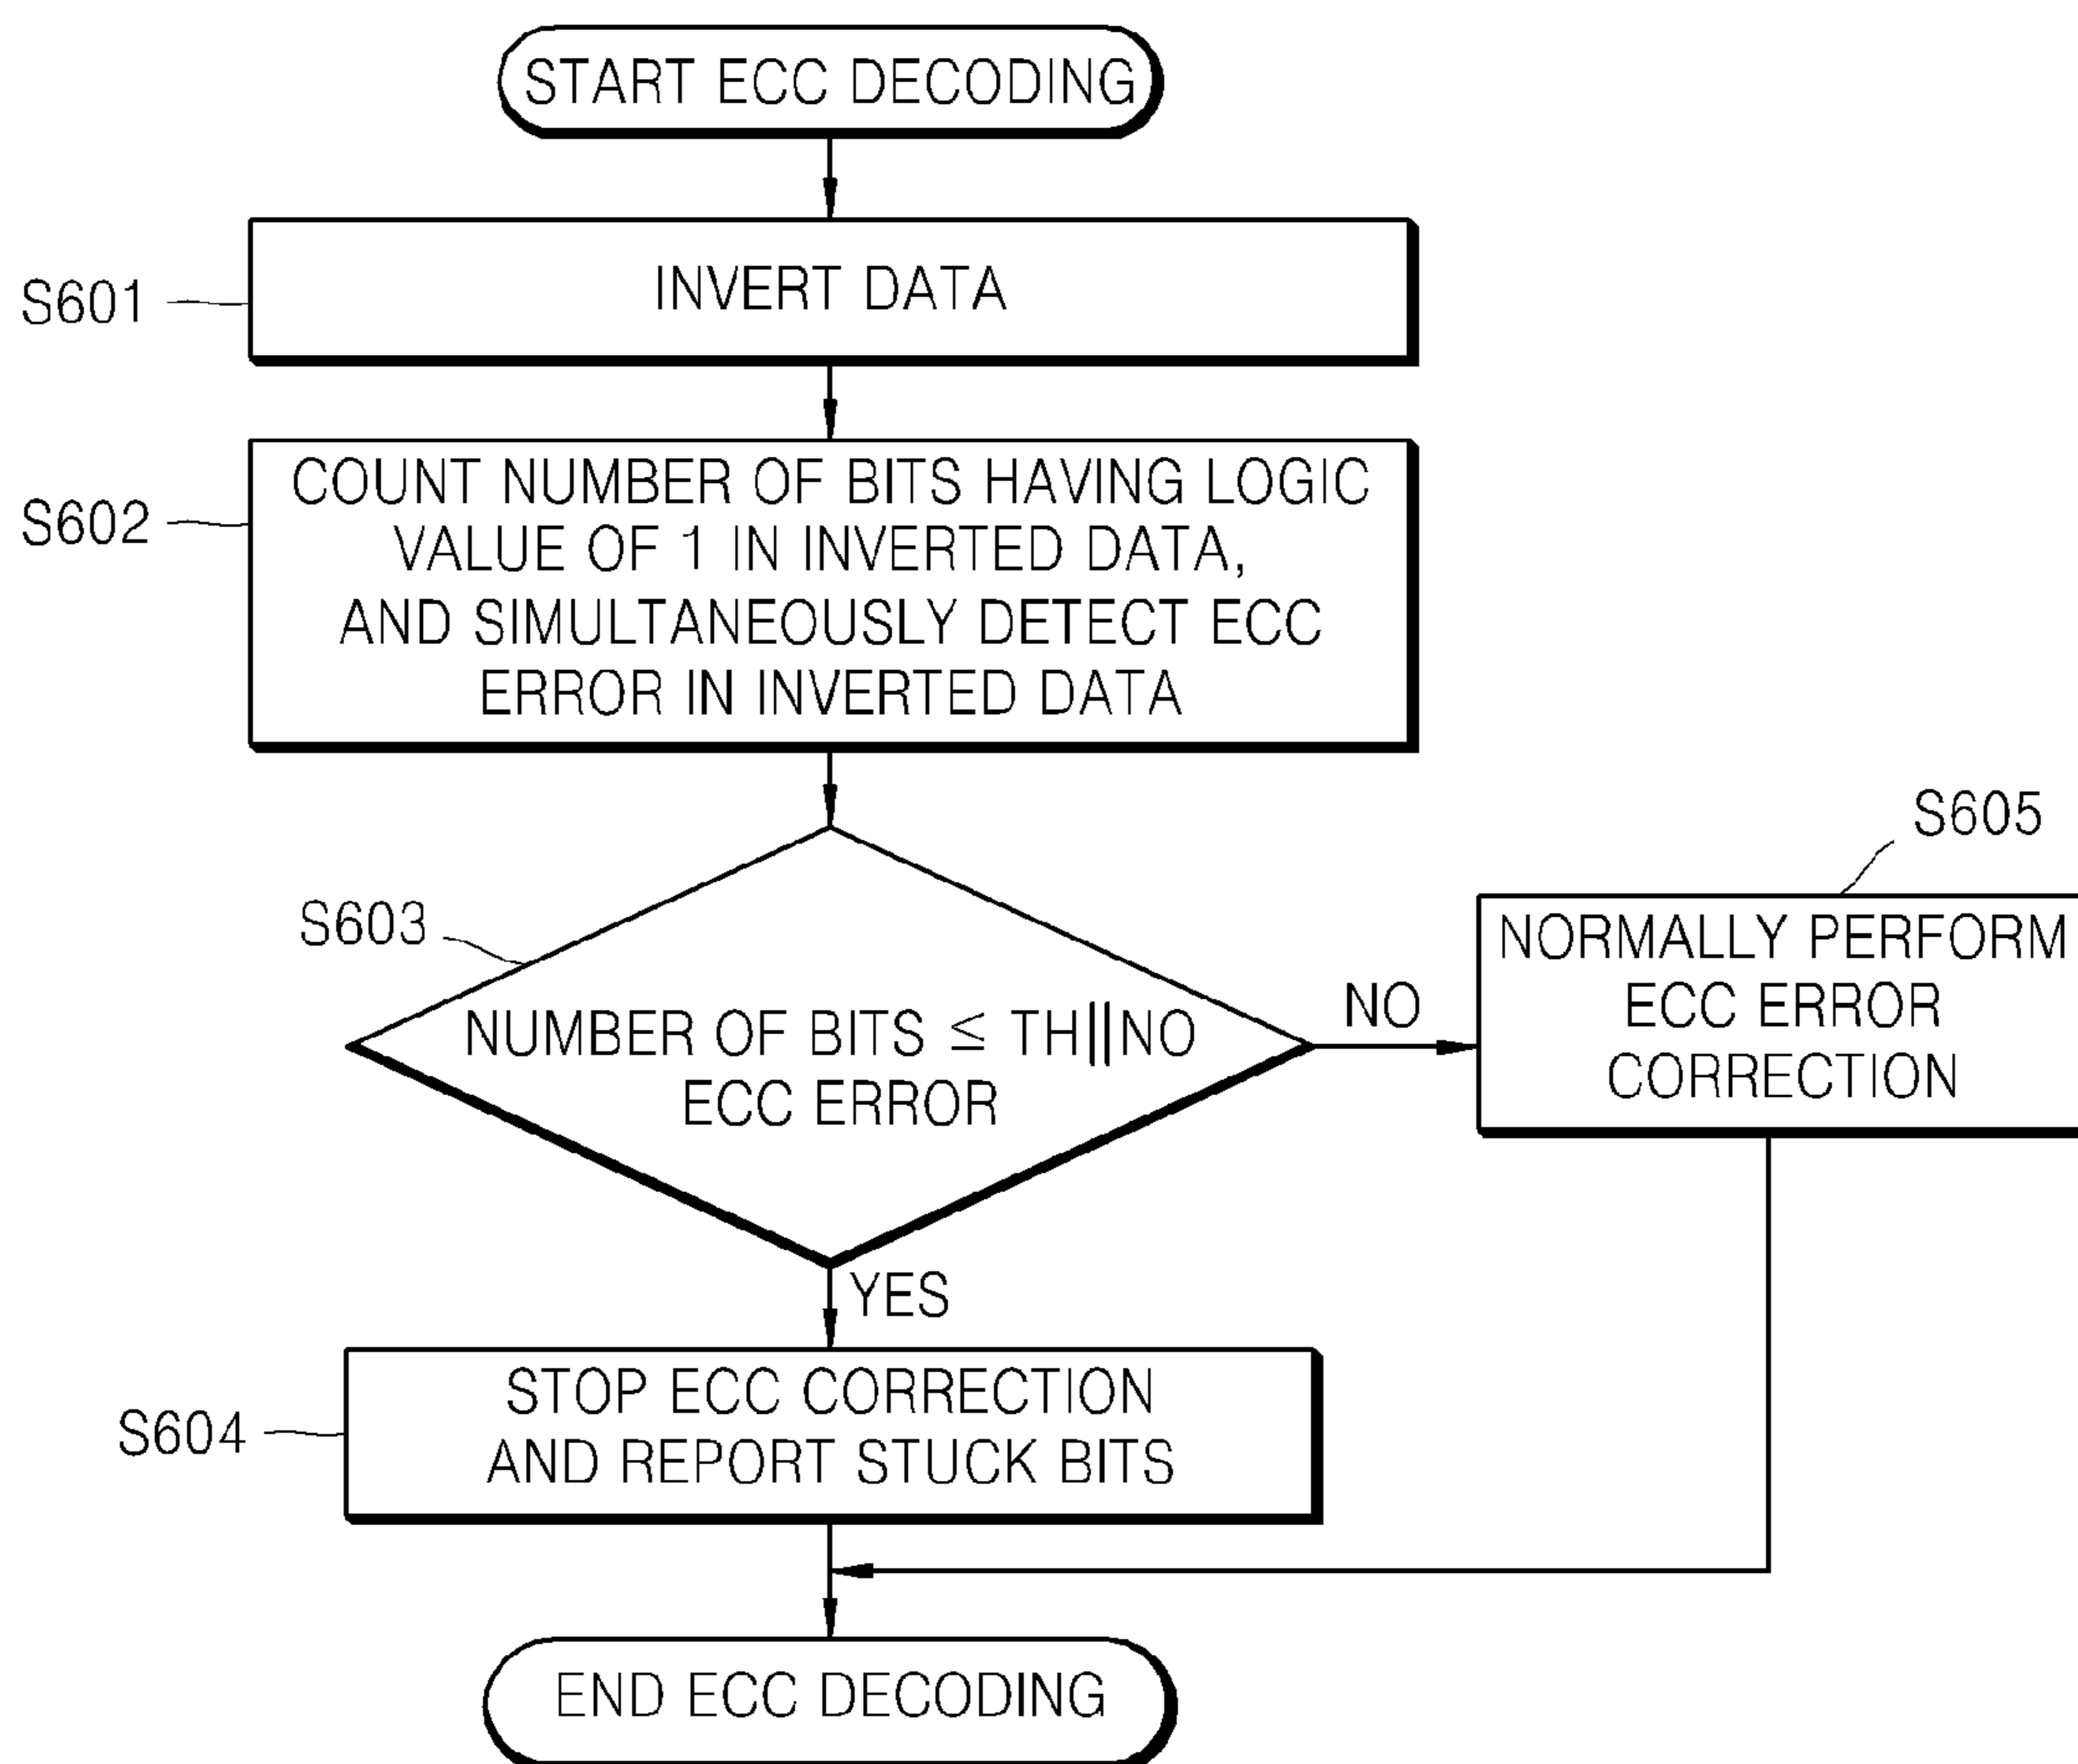 START ECC DECODING
S601
INVERT DATA
S602
COUNT NUMBER OF BITS HAVING LOGIC
VALUE OF 1 IN INVERTED DATA,
AND SIMULTANEOUSLY DETECT ECC
ERROR IN INVERTED DATA
S603
NUMBER OF BITS ≤ TH||NO
ECC ERROR
NO
S605
NORMALLY PERFORM
ECC ERROR
CORRECTION
YES
S604
STOP ECC CORRECTION
AND REPORT STUCK BITS
END ECC DECODING